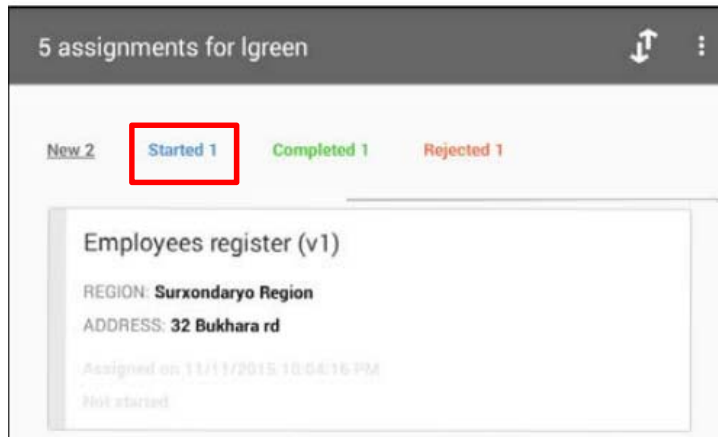 5 assignments for lgreen
New 2 Started 1 Completed 1 Rejected 1
Employees register (v1)
REGION: Surxondaryo Region
ADDRESS: 32 Bukhara rd
Assigned on 11/11/2015 10:04:16 PM
Not started